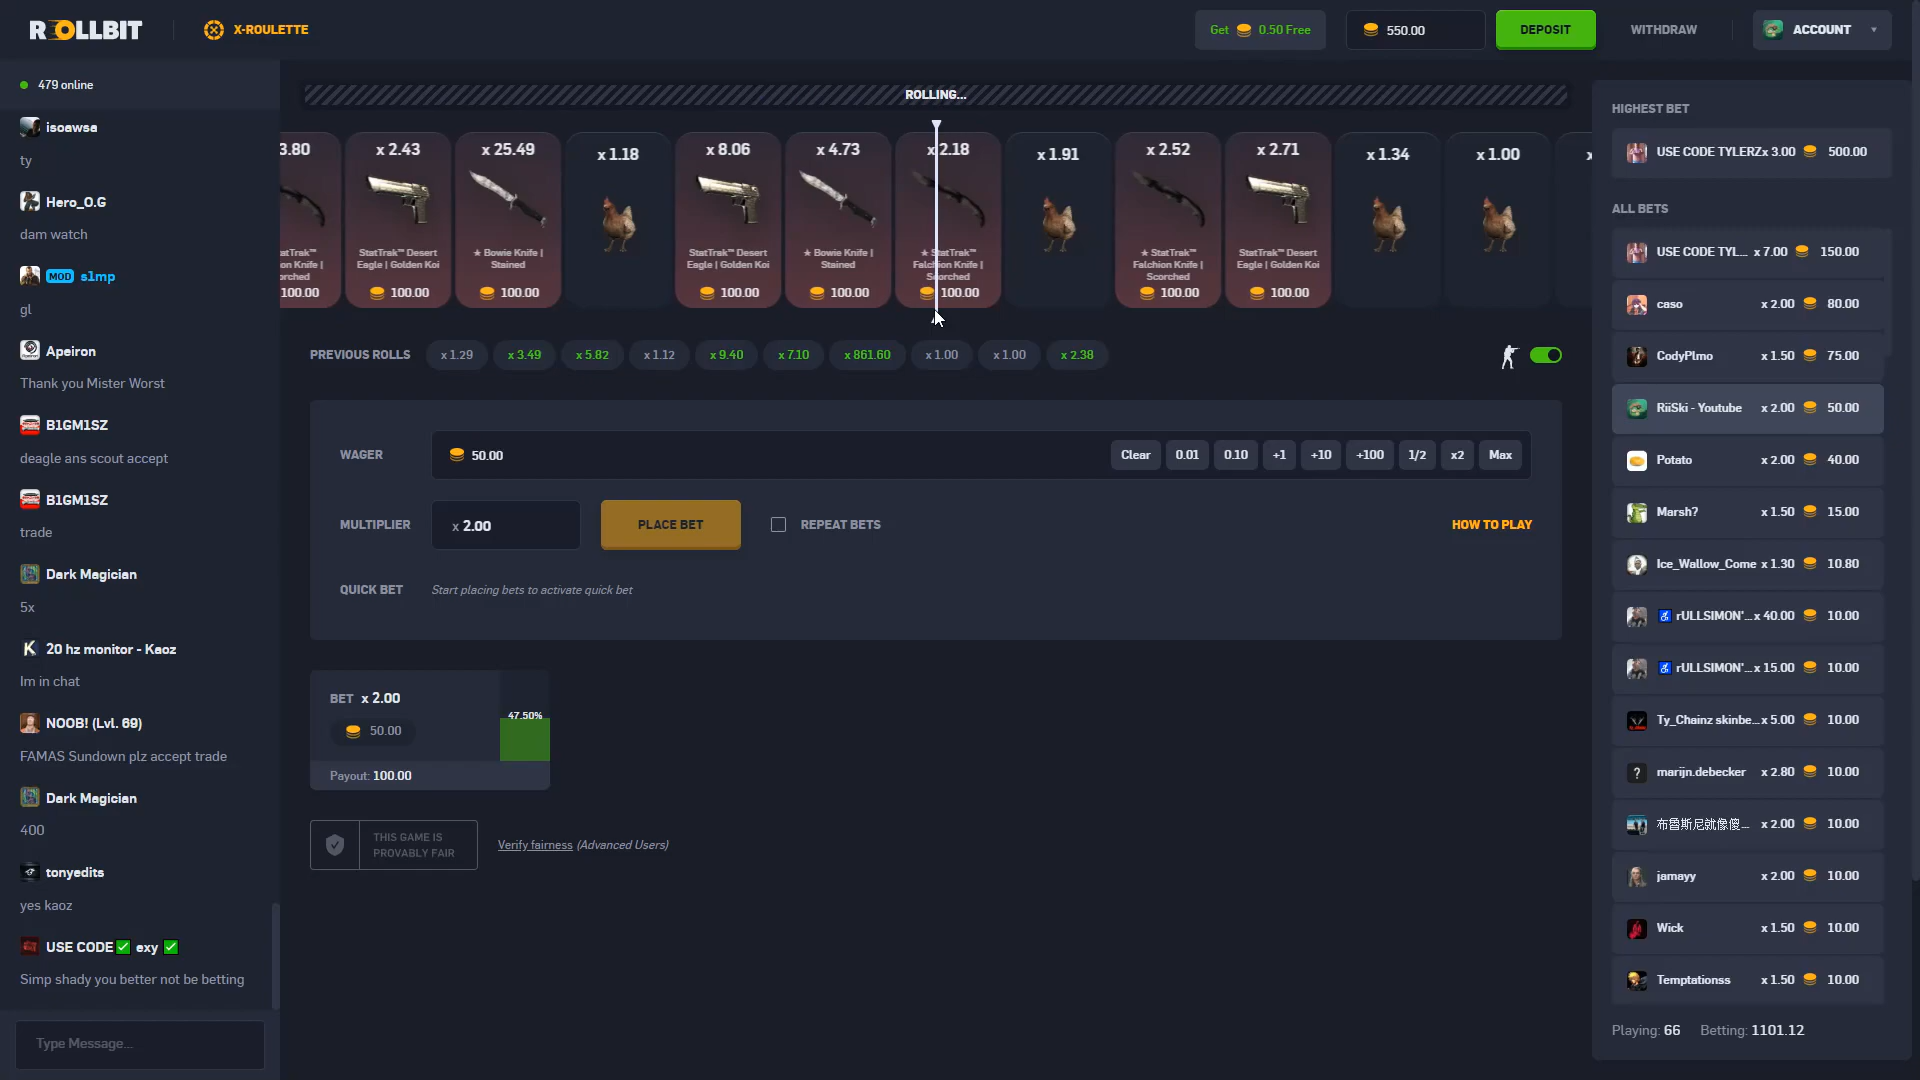 ROLLBIT
X-ROULETTE
Get 0.50 Free
550.00
DEPOSIT
WITHDRAW
ACCOUNT
479 online
isoawsa
ty
Hero_O.G
dam watch
MOD s1mp
gl
Apeiron
Thank you Mister Worst
B1GM1SZ
deagle ans scout accept
B1GM1SZ
trade
Dark Magician
5x
20 hz monitor - Kaoz
Im in chat
NOOB! (Lvl. 69)
FAMAS Sundown plz accept trade
Dark Magician
400
tonyedits
yes kaoz
USE CODE✅ exy ✅
Simp shady you better not be betting
Type Message...
ROLLING...
3.80
x 2.43
x 25.49
x 1.18
x 8.06
x 4.73
x 2.18
x 1.91
x 2.52
x 2.71
x 1.34
x 1.00
x
atTrak™
on Knife |
orched
100.00
StatTrak™ Desert
Eagle | Golden Koi
100.00
★ Bowie Knife |
Stained
100.00
StatTrak™ Desert
Eagle | Golden Koi
100.00
★ Bowie Knife |
Stained
100.00
★ StatTrak™
Falchion Knife |
Scorched
100.00
★ StatTrak™
Falchion Knife |
Scorched
100.00
StatTrak™ Desert
Eagle | Golden Koi
100.00
PREVIOUS ROLLS
x 1.29
x 3.49
x 5.82
x 1.12
x 9.40
x 7.10
x 861.60
x 1.00
x 1.00
x 2.38
WAGER
50.00
Clear
0.01
0.10
+1
+10
+100
1/2
x2
Max
MULTIPLIER
x 2.00
PLACE BET
REPEAT BETS
HOW TO PLAY
QUICK BET
Start placing bets to activate quick bet
BET x 2.00
50.00
47.50%
Payout: 100.00
THIS GAME IS
PROVABLY FAIR
Verify fairness (Advanced Users)
HIGHEST BET
USE CODE TYLERZx 3.00 500.00
ALL BETS
USE CODE TYL... x 7.00 150.00
caso x 2.00 80.00
CodyPlmo x 1.50 75.00
RiiSki - Youtube x 2.00 50.00
Potato x 2.00 40.00
Marsh? x 1.50 15.00
Ice_Wallow_Come x 1.30 10.80
♿ rULLSIMON'...x 40.00 10.00
♿ rULLSIMON'...x 15.00 10.00
Ty_Chainz skinbe...x 5.00 10.00
marijn.debecker x 2.80 10.00
布魯斯尼就像傻... x 2.00 10.00
jamayy x 2.00 10.00
Wick x 1.50 10.00
Temptationss x 1.50 10.00
Playing: 66 Betting: 1101.12